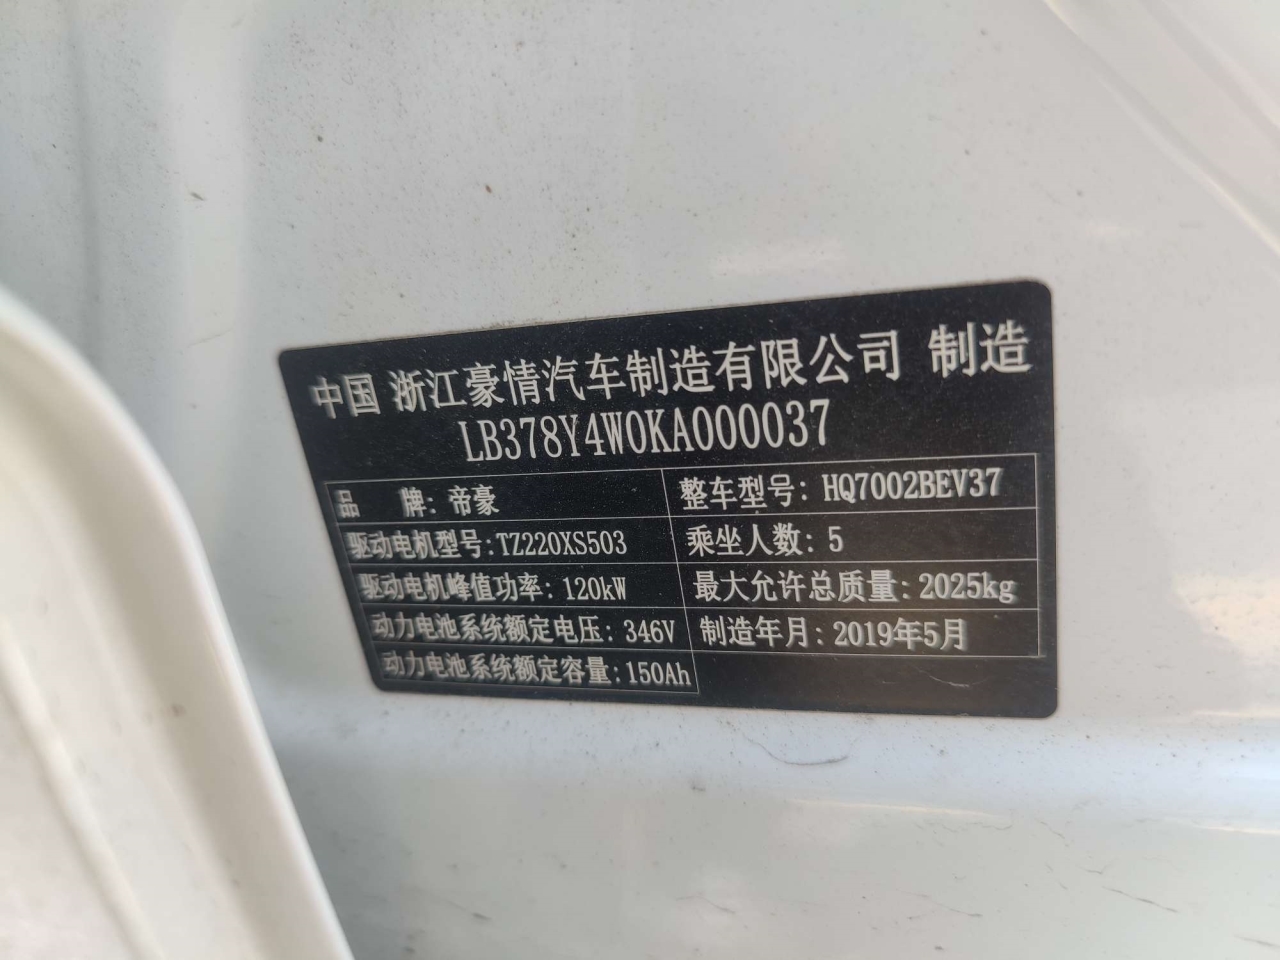 中国 浙江豪情汽车制造有限公司 制造
LB378Y4W0KA000037
品 牌: 帝豪 整车型号: HQ7002BEV37
驱动电机型号:TZ220XS503 乘坐人数: 5
驱动电机峰值功率: 120kW 最大允许总质量: 2025kg
动力电池系统额定电压: 346V 制造年月: 2019年5月
动力电池系统额定容量:150Ah